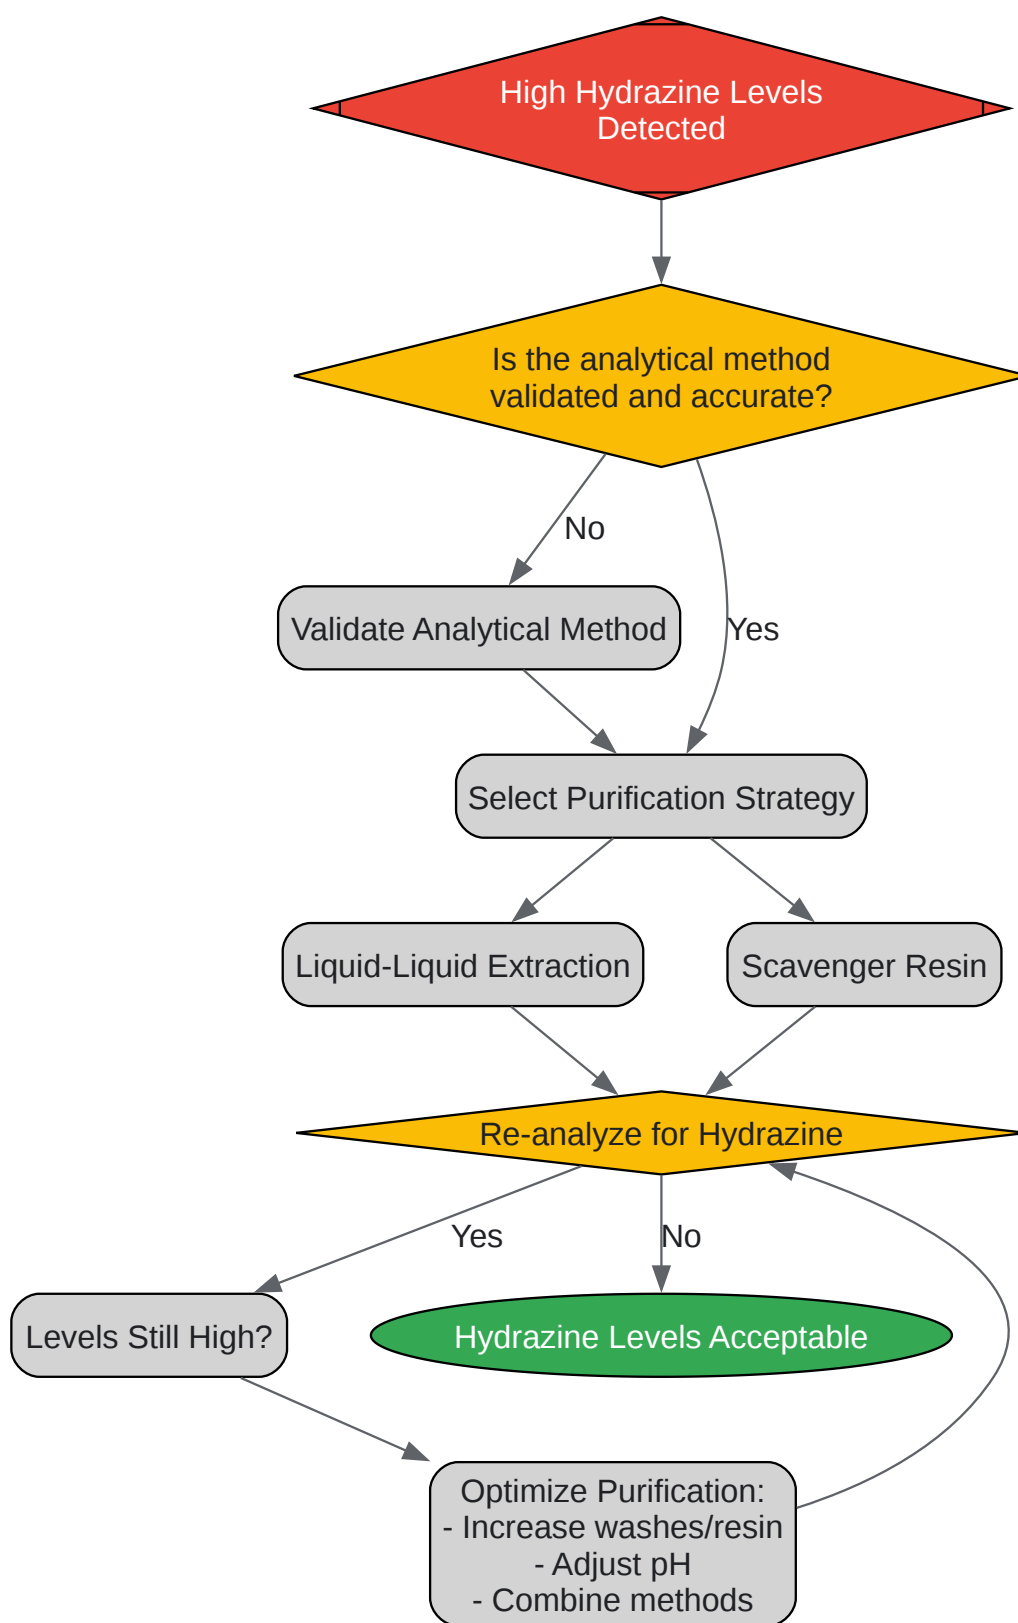 High Hydrazine Levels
Detected
Is the analytical method
validated and accurate?
No
Validate Analytical Method
Yes
Select Purification Strategy
Liquid-Liquid Extraction
Scavenger Resin
Re-analyze for Hydrazine
Yes
No
Levels Still High?
Hydrazine Levels Acceptable
Optimize Purification:
- Increase washes/resin
- Adjust pH
- Combine methods